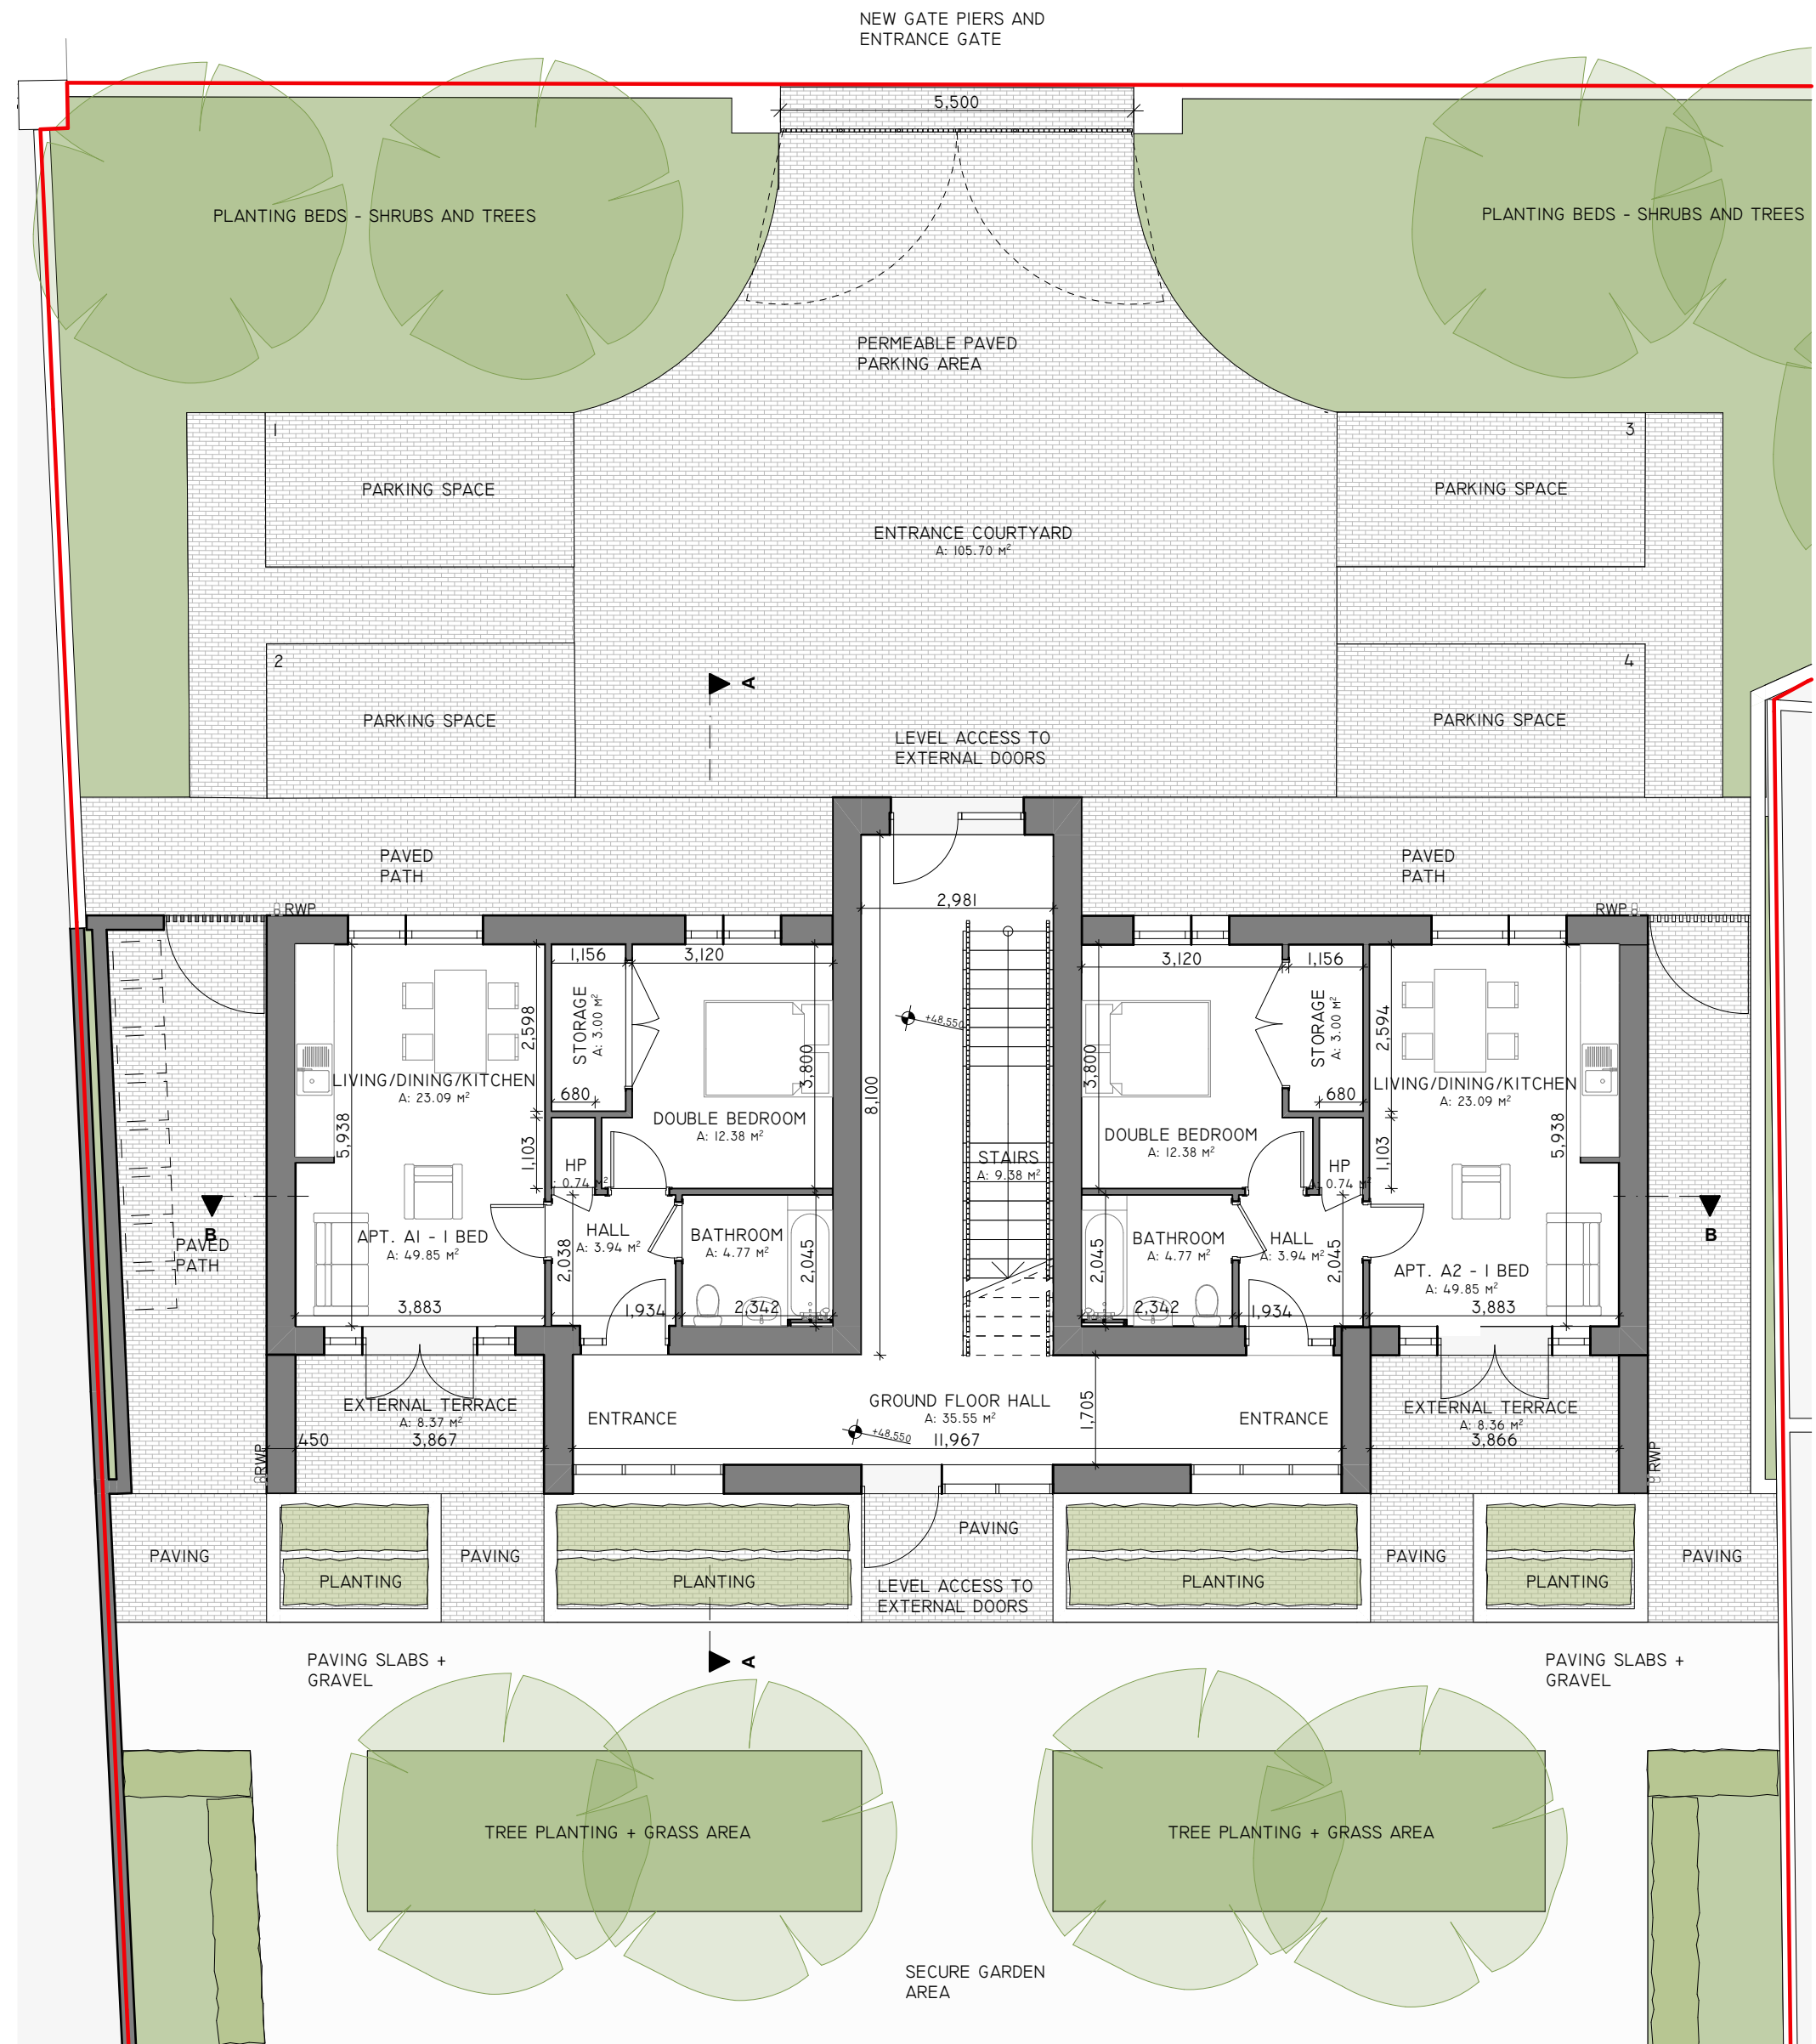 NEW GATE PIERS AND
ENTRANCE GATE
5,500
PLANTING BEDS - SHRUBS AND TREES
PLANTING BEDS - SHRUBS AND TREES
PERMEABLE PAVED
PARKING AREA
1
3
PARKING SPACE
PARKING SPACE
ENTRANCE COURTYARD
A: 105.70 M²
2
4
A
PARKING SPACE
PARKING SPACE
LEVEL ACCESS TO
EXTERNAL DOORS
PAVED
PATH
PAVED
PATH
RWP
2,981
RWP
1,156
3,120
3,120
1,156
2,598
STORAGE
A: 3.00 M²
3,800
8,100
+48,550
3,800
STORAGE
A: 3.00 M²
2,594
LIVING/DINING/KITCHEN
A: 23.09 M²
680
680
LIVING/DINING/KITCHEN
A: 23.09 M²
5,938
1,103
DOUBLE BEDROOM
A: 12.38 M²
DOUBLE BEDROOM
A: 12.38 M²
1,103
5,938
HP
: 0.74 M²
STAIRS
A: 9.38 M²
HP
A: 0.74 M²
B
PAVED
PATH
APT. A1 - 1 BED
A: 49.85 M²
2,038
HALL
A: 3.94 M²
BATHROOM
A: 4.77 M²
2,045
2,045
BATHROOM
A: 4.77 M²
HALL
A: 3.94 M²
2,045
APT. A2 - 1 BED
A: 49.85 M²
B
3,883
1,934
2,342
2,342
1,934
3,883
EXTERNAL TERRACE
A: 8.37 M²
ENTRANCE
GROUND FLOOR HALL
A: 35.55 M²
1,705
ENTRANCE
EXTERNAL TERRACE
A: 8.36 M²
RWP
450
3,867
+48,550
11,967
3,866
RWP
PAVING
PAVING
PAVING
PAVING
PAVING
PLANTING
PLANTING
LEVEL ACCESS TO
EXTERNAL DOORS
PLANTING
PLANTING
PAVING SLABS +
GRAVEL
A
PAVING SLABS +
GRAVEL
TREE PLANTING + GRASS AREA
TREE PLANTING + GRASS AREA
SECURE GARDEN
AREA